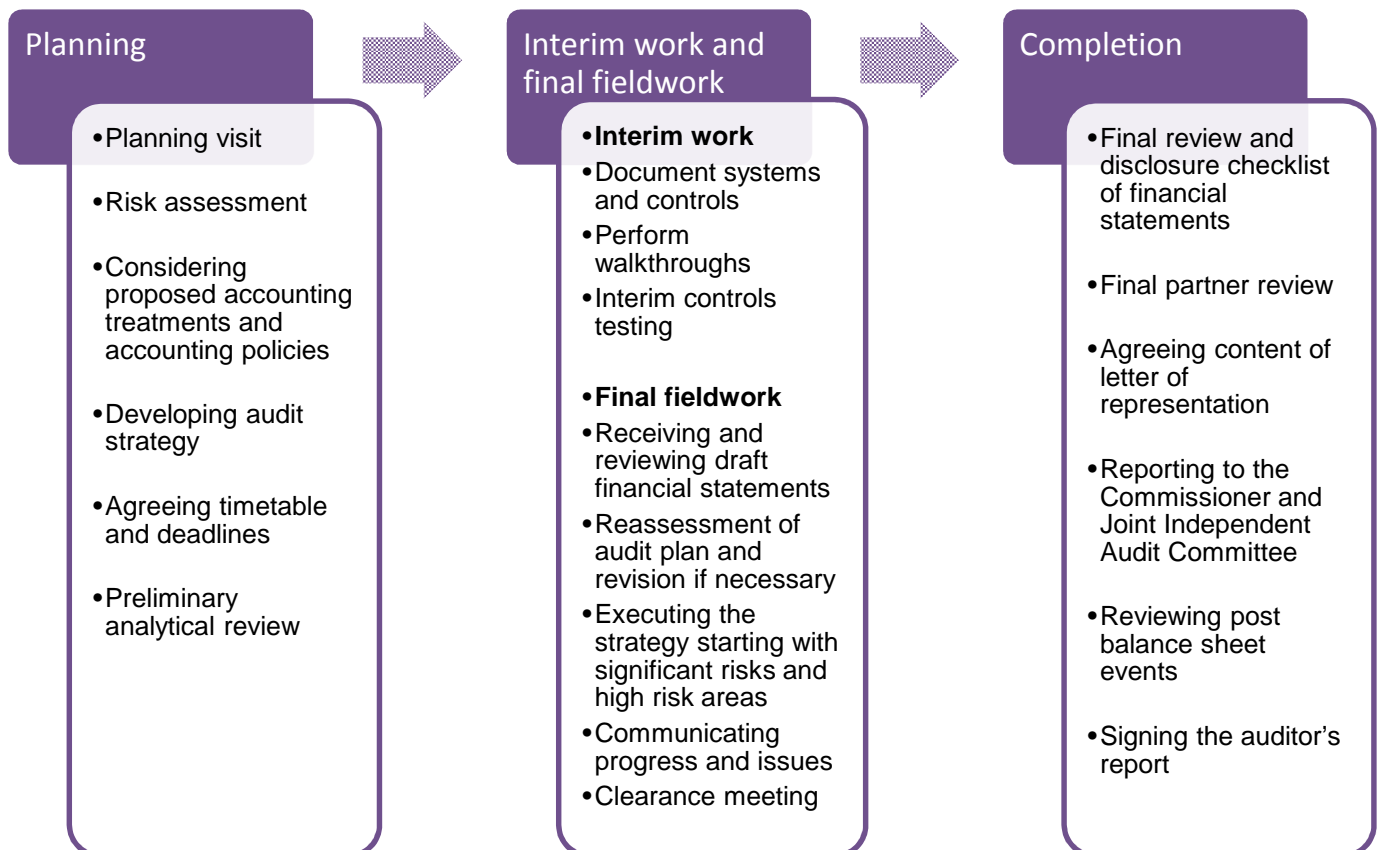 Planning
•Planning visit
•Risk assessment
•Considering
proposed accounting
treatments and
accounting policies
•Developing audit
strategy
•Agreeing timetable
and deadlines
•Preliminary
analytical review
Interim work and
final fieldwork
•Interim work
•Document systems
and controls
•Perform
walkthroughs
•Interim controls
testing
•Final fieldwork
•Receiving and
reviewing draft
financial statements
•Reassessment of
audit plan and
revision if necessary
•Executing the
strategy starting with
significant risks and
high risk areas
•Communicating
progress and issues
•Clearance meeting
Completion
•Final review and
disclosure checklist
of financial
statements
•Final partner review
•Agreeing content of
letter of
representation
•Reporting to the
Commissioner and
Joint Independent
Audit Committee
•Reviewing post
balance sheet
events
•Signing the auditor’s
report